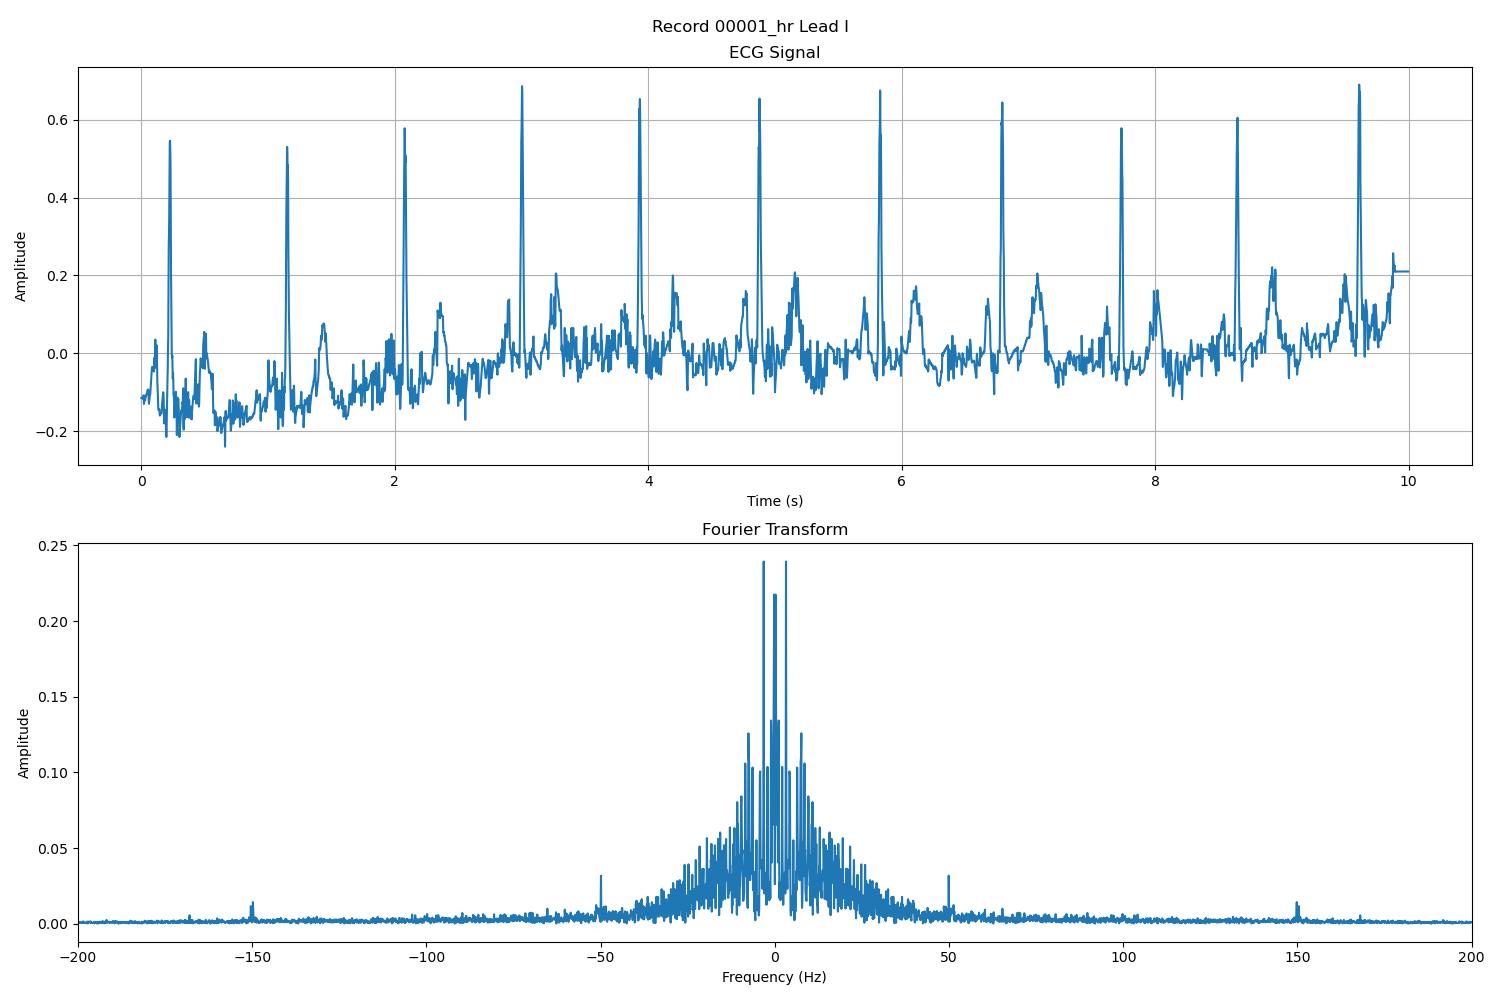 Record 00001_hr Lead I
ECG Signal
Amplitude
0.6
0.4
0.2
0.0
−0.2
0 2 4 6 8 10
Time (s)
Fourier Transform
Amplitude
0.25
0.20
0.15
0.10
0.05
0.00
−200 −150 −100 −50 0 50 100 150 200
Frequency (Hz)